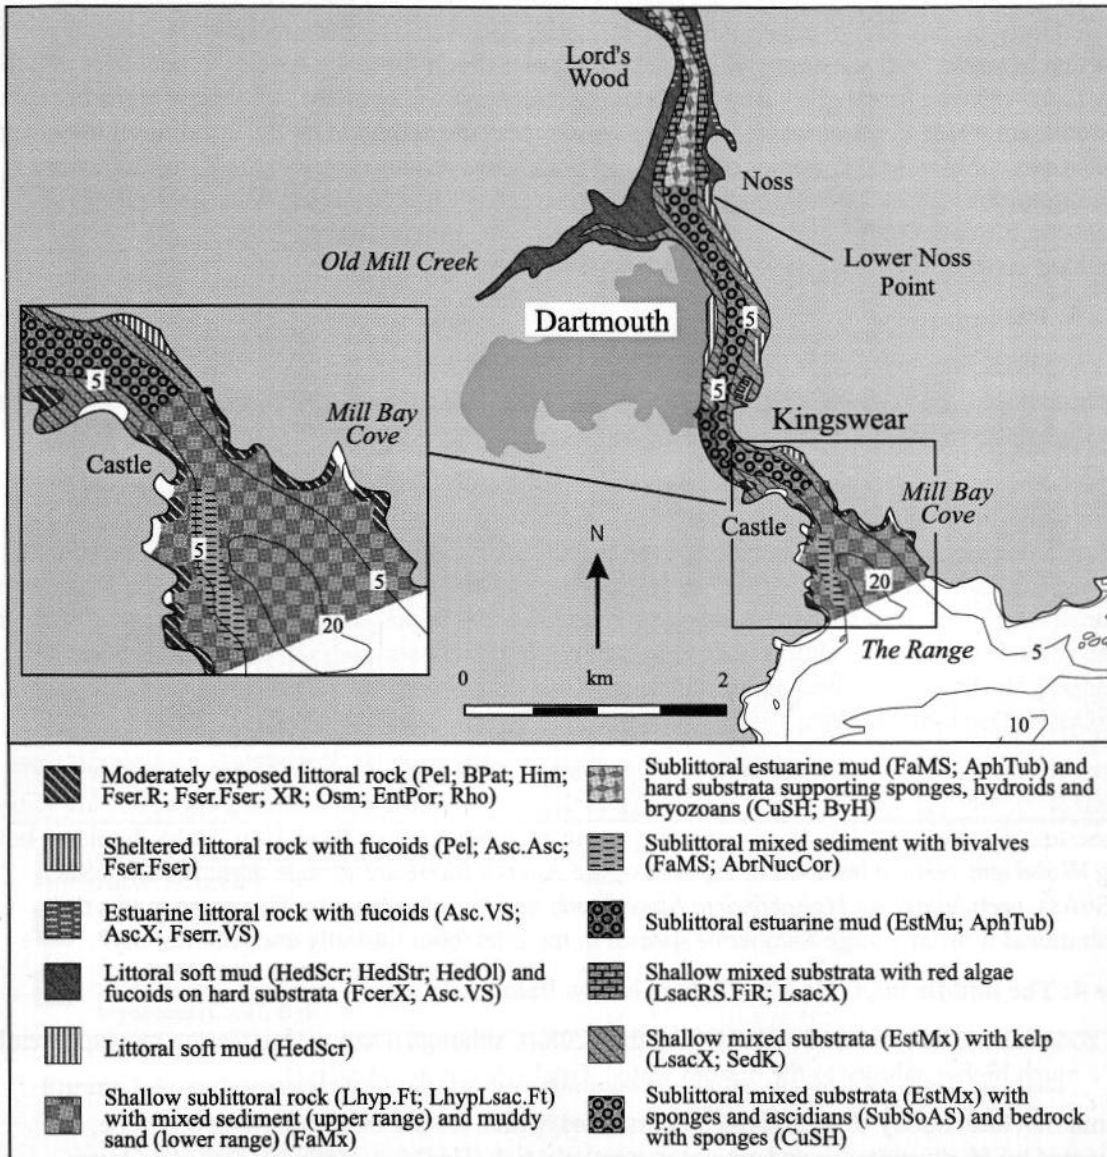 Lord's
Wood
Noss
Old Mill Creek
Lower Noss
Point
Dartmouth
5
5
5
Mill Bay
Cove
Kingswear
Castle
Mill Bay
Cove
Castle
N
5
5
20
20
The Range
5
0 km 2
10
Moderately exposed littoral rock (Pel; BPat; Him;
Fser.R; Fser.Fser; XR; Osm; EntPor; Rho)
Sheltered littoral rock with fucoids (Pel; Asc.Asc;
Fser.Fser)
Estuarine littoral rock with fucoids (Asc.VS;
AscX; Fserr.VS)
Littoral soft mud (HedScr; HedStr; HedOl) and
fucoids on hard substrata (FcerX; Asc.VS)
Littoral soft mud (HedScr)
Shallow sublittoral rock (Lhyp.Ft; LhypLsac.Ft)
with mixed sediment (upper range) and muddy
sand (lower range) (FaMx)
Sublittoral estuarine mud (FaMS; AphTub) and
hard substrata supporting sponges, hydroids and
bryozoans (CuSH; ByH)
Sublittoral mixed sediment with bivalves
(FaMS; AbrNucCor)
Sublittoral estuarine mud (EstMu; AphTub)
Shallow mixed substrata with red algae
(LsacRS.FiR; LsacX)
Shallow mixed substrata (EstMx) with kelp
(LsacX; SedK)
Sublittoral mixed substrata (EstMx) with
sponges and ascidians (SubSoAS) and bedrock
with sponges (CuSH)